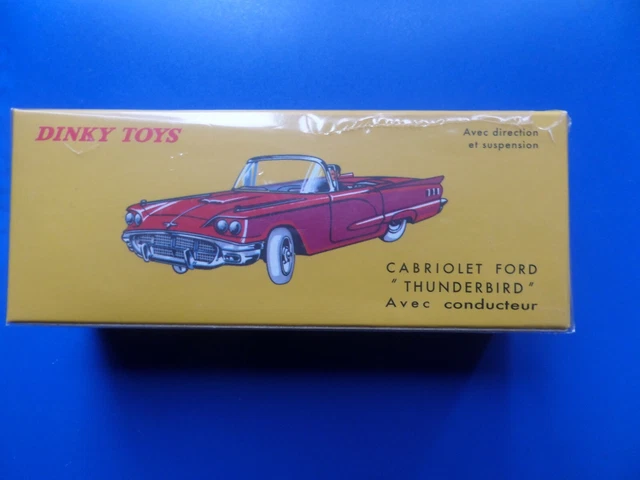 DINKY TOYS
Avec direction
et suspension
CABRIOLET FORD
"THUNDERBIRD"
Avec conducteur